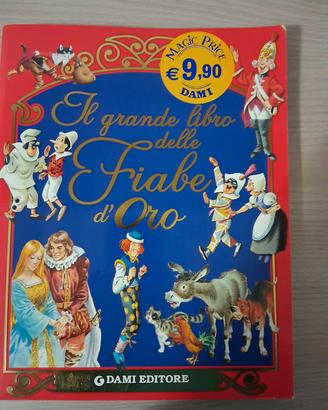 MAGIC PRICE
€ 9,90
DAMI
Il grande libro
delle
Fiabe
d'Oro
G DAMI EDITORE